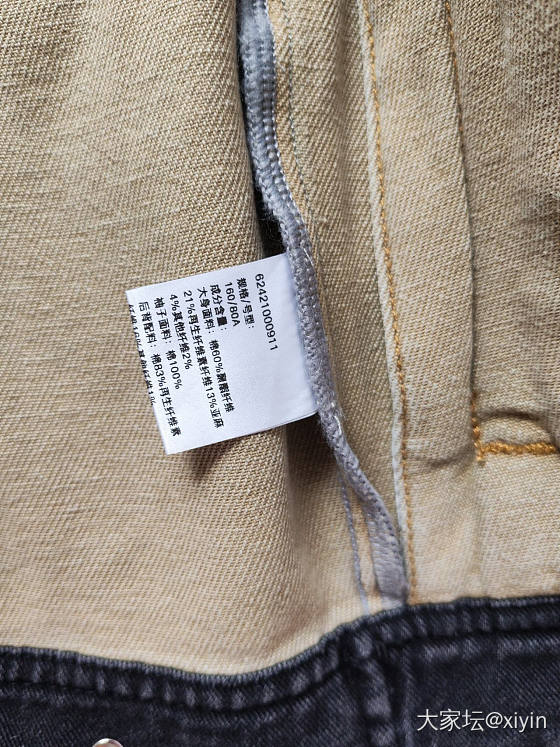 62421000911
规格/号型:
160/80A
成分含量:
大身面料: 棉60%聚酯纤维
21%再生纤维素纤维13%亚麻
4%其他纤维2%
袖子面料: 棉100%
后背配料: 棉83%再生纤维素
大家坛@xiyin